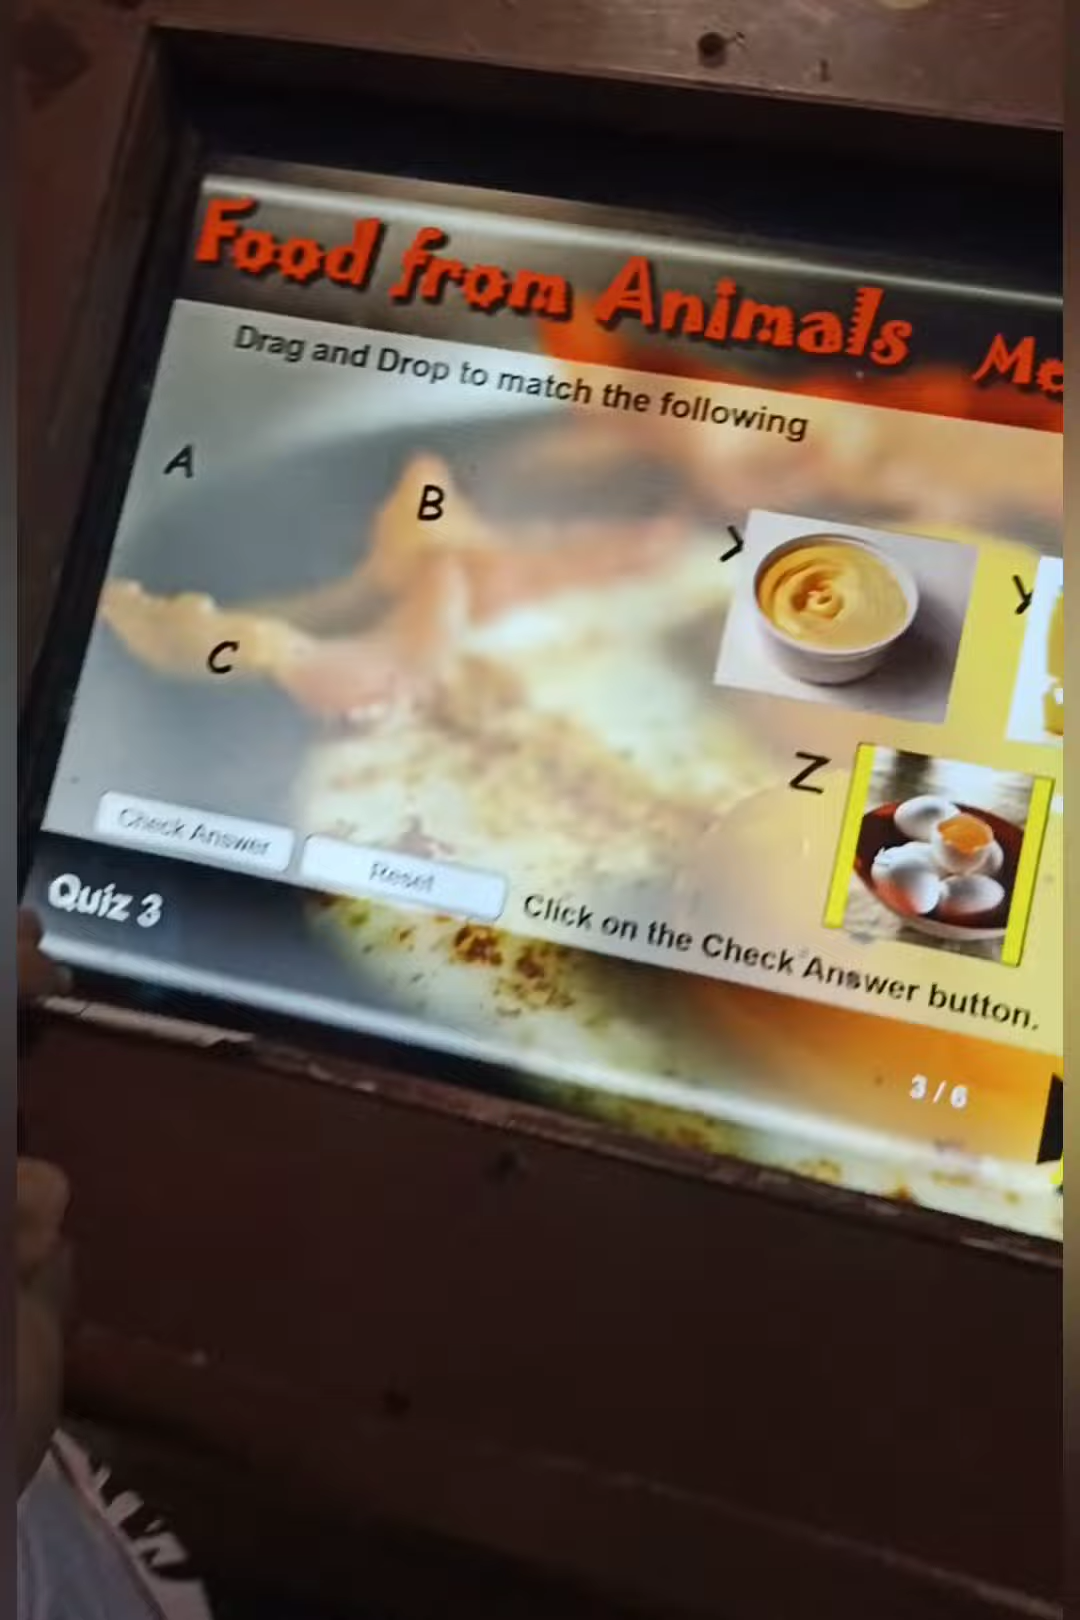 Food from Animals
Drag and Drop to match the following
A
B
C
Z
Check Answer
Reset
Click on the Check Answer button.
Quiz 3
3 / 6